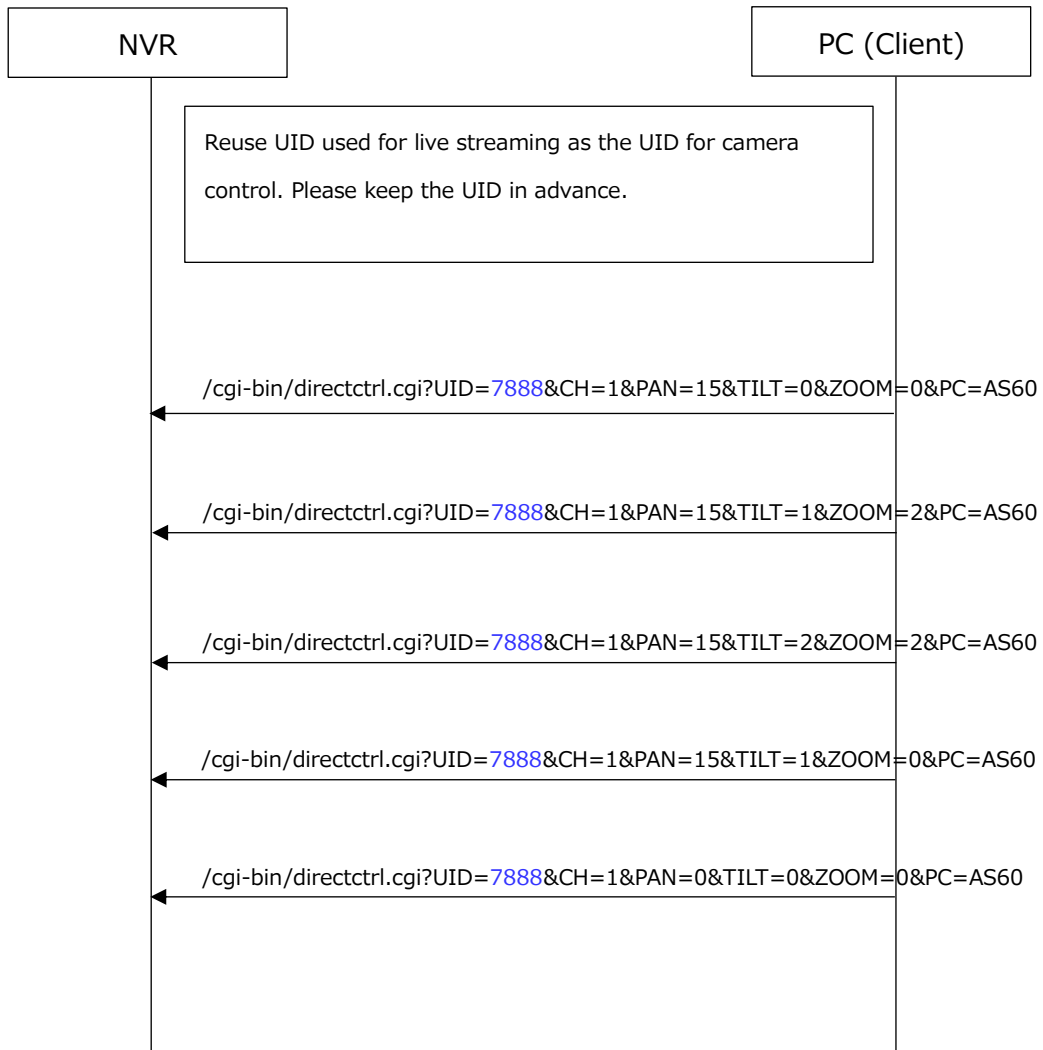 NVR
PC (Client)
Reuse UID used for live streaming as the UID for camera
control. Please keep the UID in advance.
/cgi-bin/directctrl.cgi?UID=7888&CH=1&PAN=15&TILT=0&ZOOM=0&PC=AS60
/cgi-bin/directctrl.cgi?UID=7888&CH=1&PAN=15&TILT=1&ZOOM=2&PC=AS60
/cgi-bin/directctrl.cgi?UID=7888&CH=1&PAN=15&TILT=2&ZOOM=2&PC=AS60
/cgi-bin/directctrl.cgi?UID=7888&CH=1&PAN=15&TILT=1&ZOOM=0&PC=AS60
/cgi-bin/directctrl.cgi?UID=7888&CH=1&PAN=0&TILT=0&ZOOM=0&PC=AS60